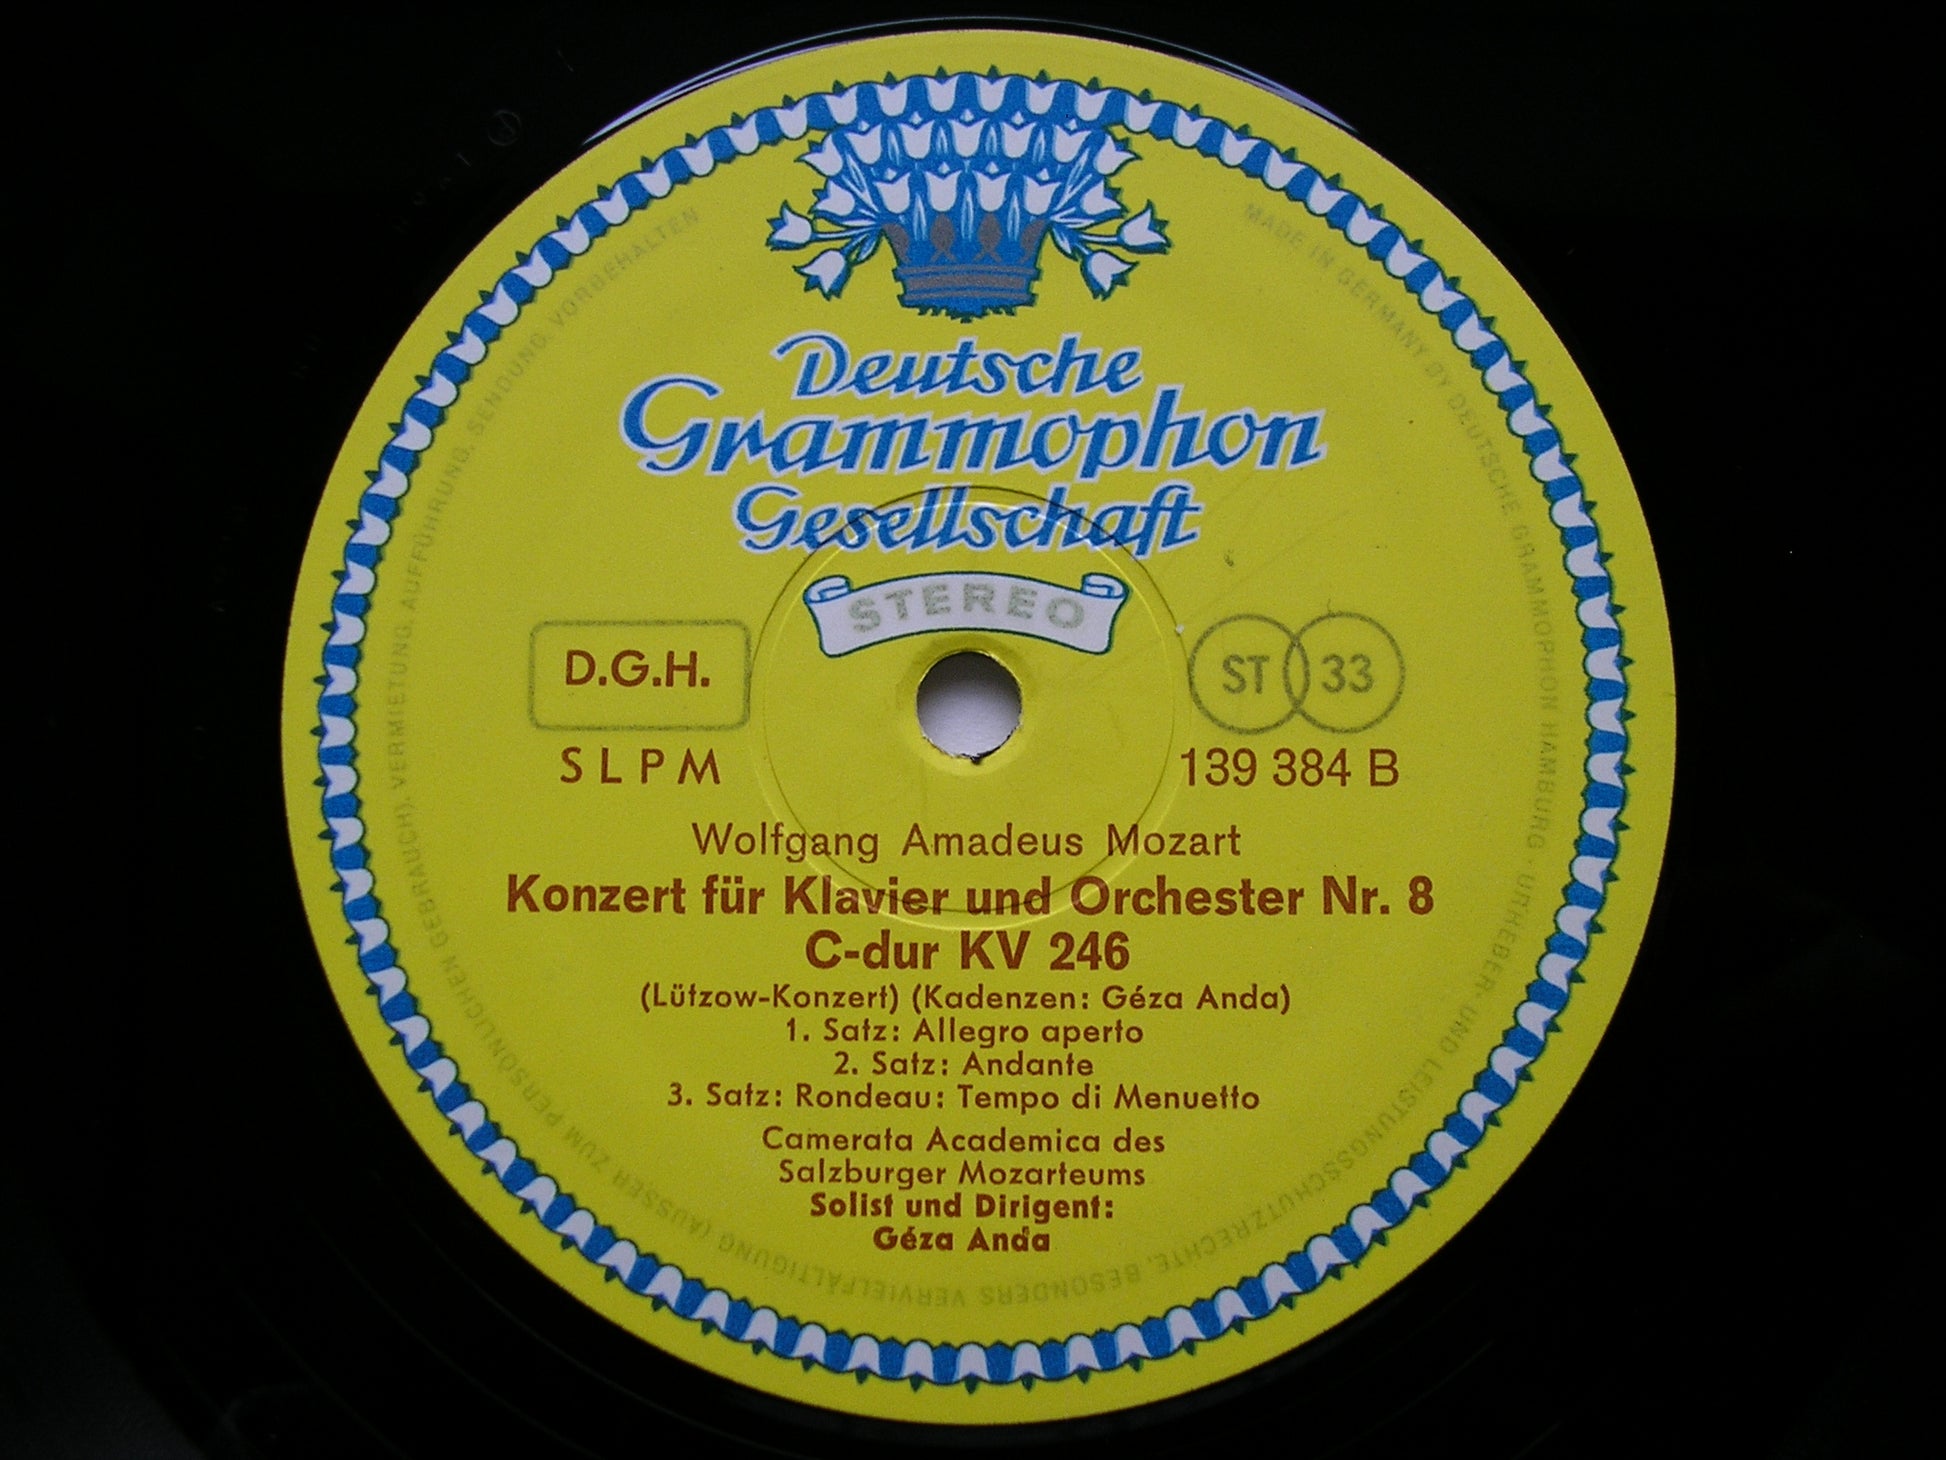 Deutsche
Grammophon
Gesellschaft
STEREO
D.G.H.
ST 33
SLPM
139 384 B
Wolfgang Amadeus Mozart
Konzert für Klavier und Orchester Nr. 8
C-dur KV 246
(Lützow-Konzert) (Kadenzen: Géza Anda)
1. Satz: Allegro aperto
2. Satz: Andante
3. Satz: Rondeau: Tempo di Menuetto
Camerata Academica des
Salzburger Mozarteums
Solist und Dirigent:
Géza Anda
MADE IN GERMANY BY DEUTSCHE GRAMMOPHON HAMBURG · URHEBER- UND LEISTUNGSSCHUTZRECHTE, BESONDERS VERVIELFÄLTIGUNG (AUSSER ZUM PERSÖNLICHEN GEBRAUCH), VERMIETUNG, AUFFÜHRUNG, SENDUNG, VORBEHALTEN